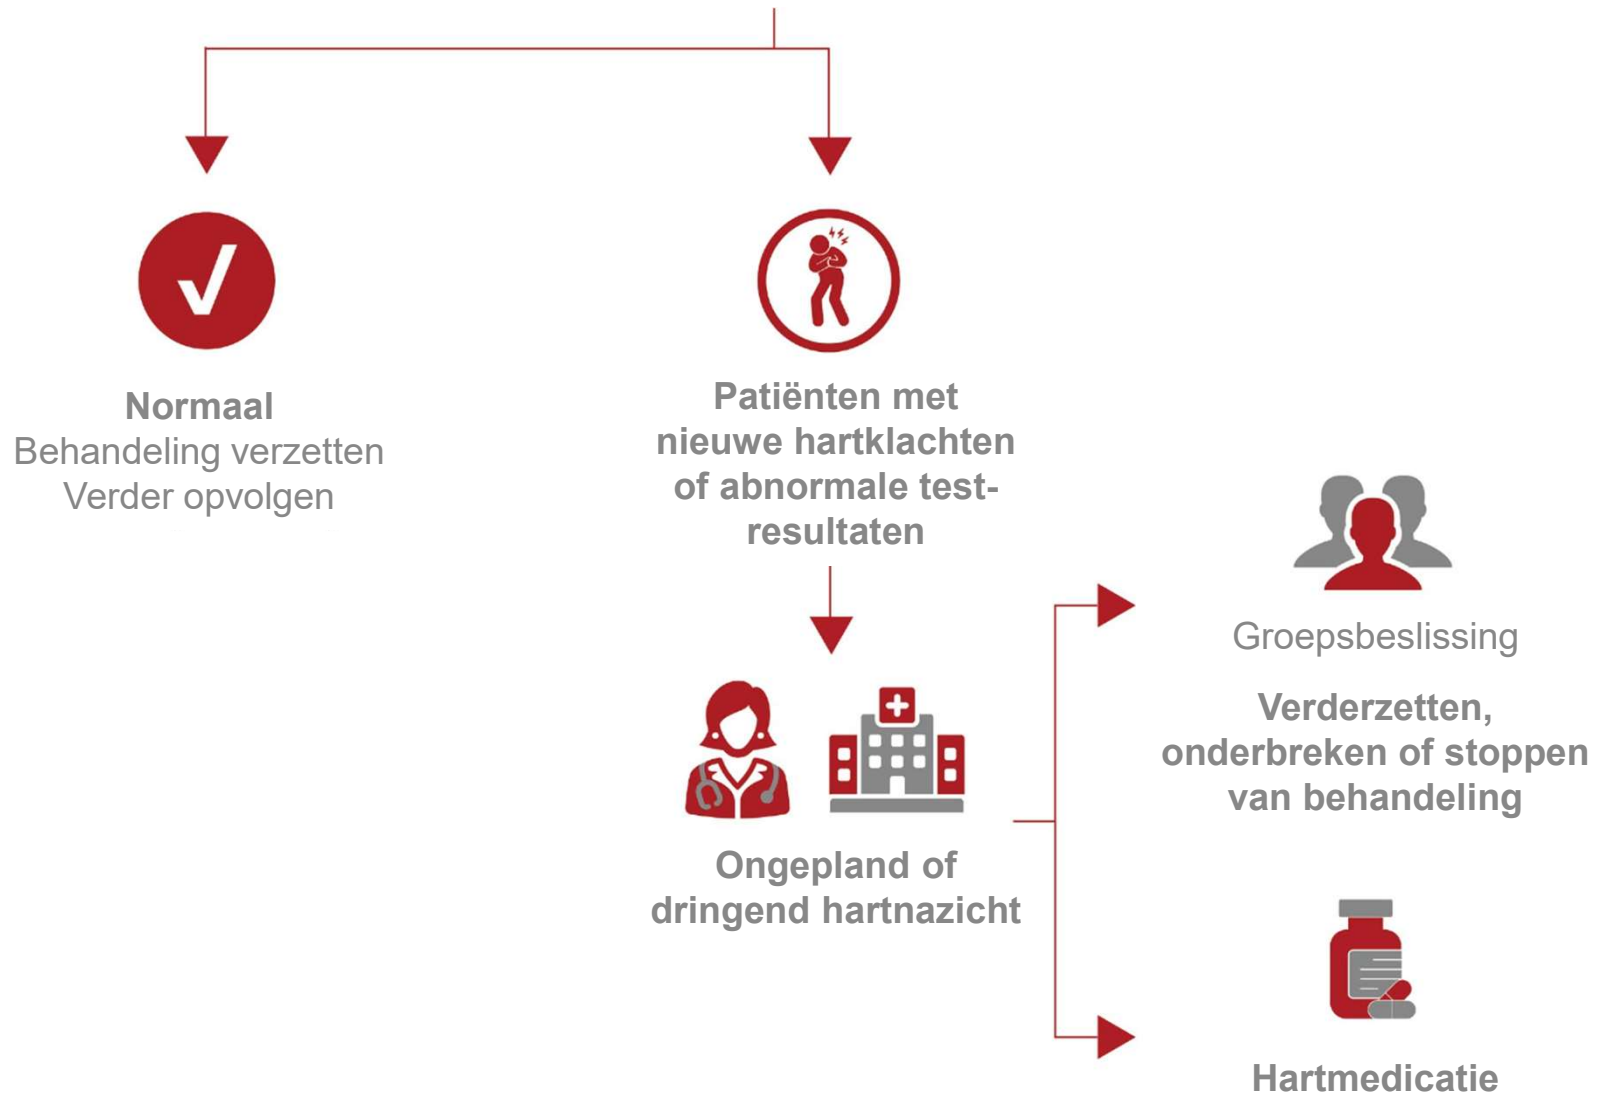 Normaal
Behandeling verzetten
Verder opvolgen
Patiënten met
nieuwe hartklachten
of abnormale test-
resultaten
Ongepland of
dringend hartnazicht
Groepsbeslissing
Verderzetten,
onderbreken of stoppen
van behandeling
Hartmedicatie